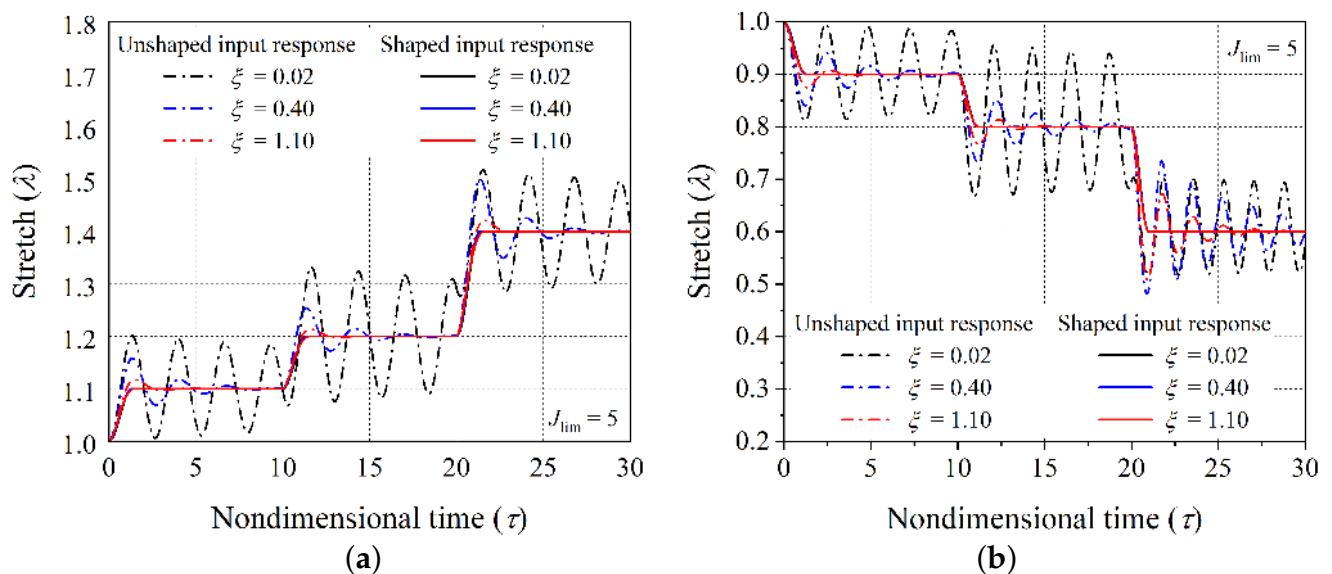 1.8
1.7
1.6
1.5
1.4
1.3
1.2
1.1
1.0
Stretch (λ)
Unshaped input response Shaped input response
ξ = 0.02 ξ = 0.02
ξ = 0.40 ξ = 0.40
ξ = 1.10 ξ = 1.10
J_lim = 5
0 5 10 15 20 25 30
Nondimensional time (τ)
(a)
1.0
0.9
0.8
0.7
0.6
0.5
0.4
0.3
0.2
Stretch (λ)
J_lim = 5
Unshaped input response Shaped input response
ξ = 0.02 ξ = 0.02
ξ = 0.40 ξ = 0.40
ξ = 1.10 ξ = 1.10
0 5 10 15 20 25 30
Nondimensional time (τ)
(b)